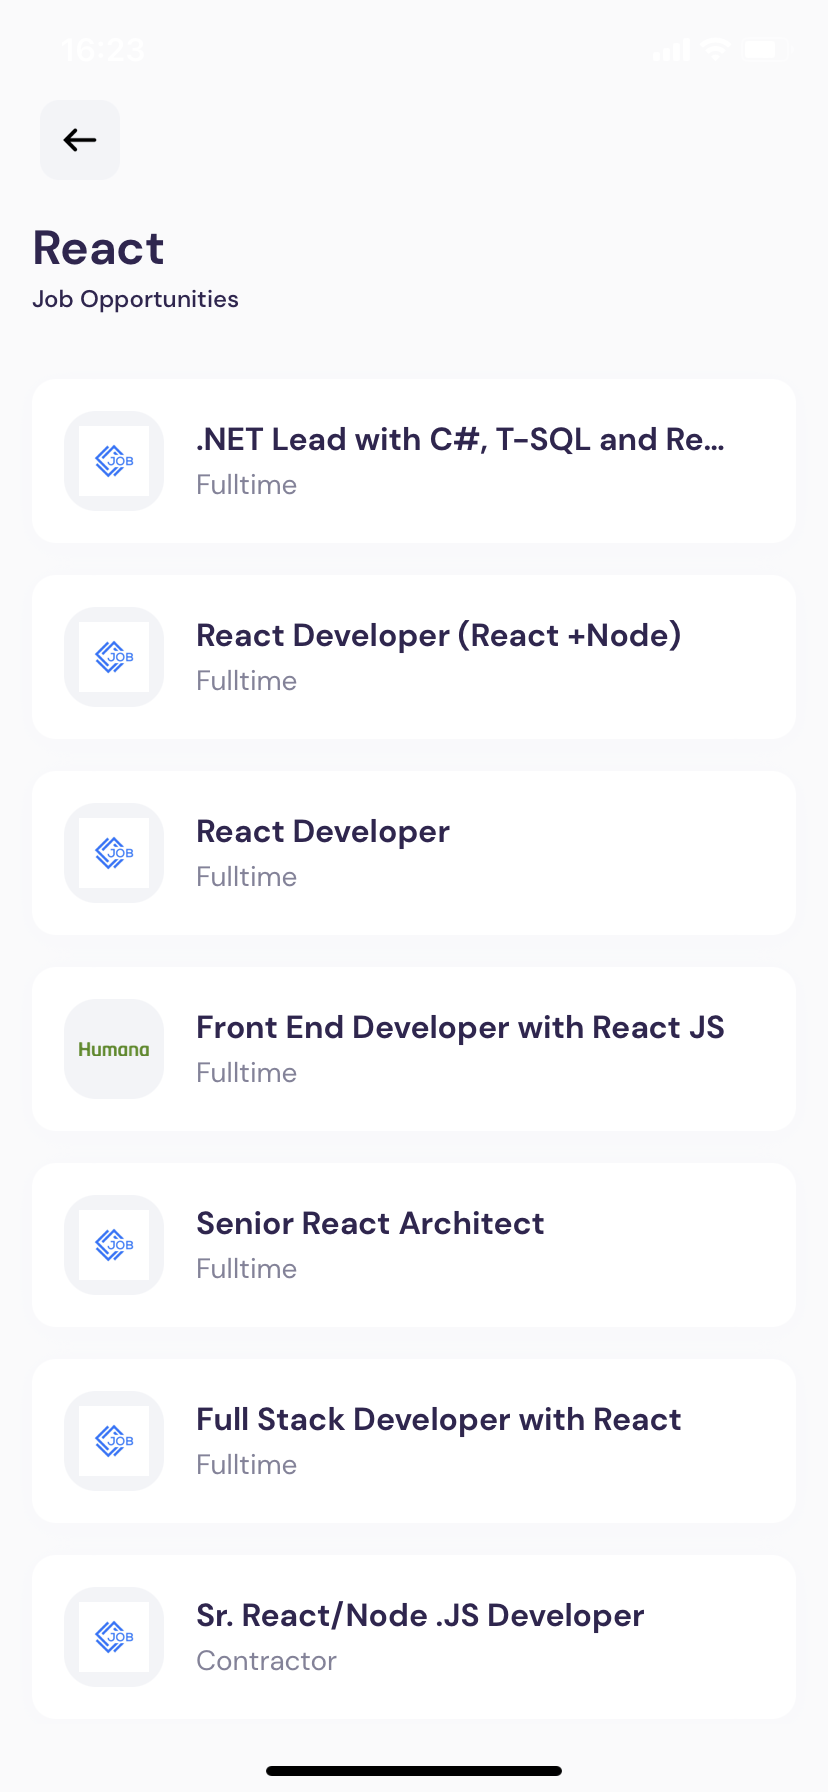 16:23
React
Job Opportunities
JOB
.NET Lead with C#, T-SQL and Re...
Fulltime
JOB
React Developer (React +Node)
Fulltime
JOB
React Developer
Fulltime
Humana
Front End Developer with React JS
Fulltime
JOB
Senior React Architect
Fulltime
JOB
Full Stack Developer with React
Fulltime
JOB
Sr. React/Node .JS Developer
Contractor